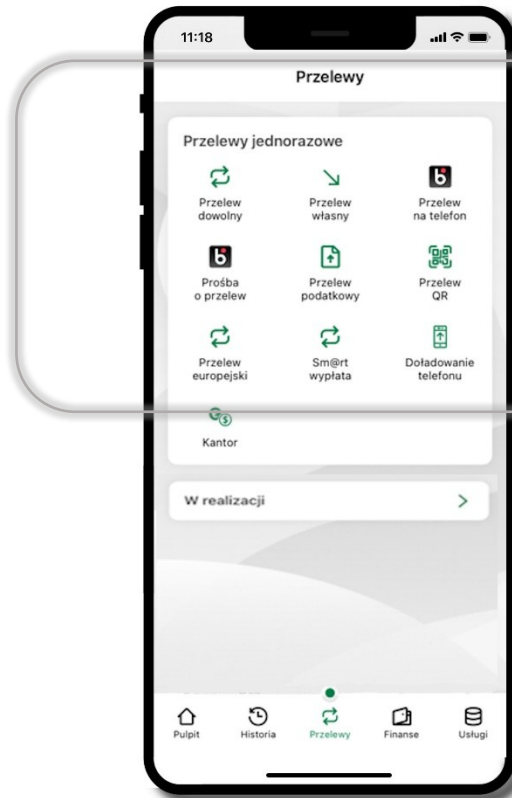 11:18
Przelewy
Przelewy jednorazowe
Przelew
dowolny
Przelew
własny
Przelew
na telefon
Prośba
o przelew
Przelew
podatkowy
Przelew
QR
Przelew
europejski
Sm@rt
wypłata
Doładowanie
telefonu
Kantor
W realizacji
Pulpit
Historia
Przelewy
Finanse
Usługi